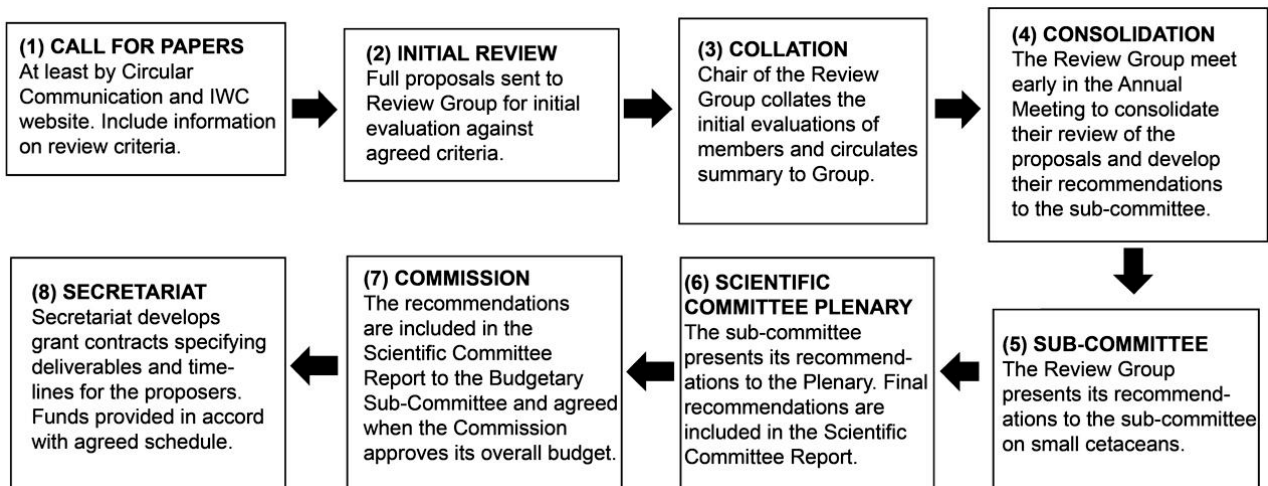 (1) CALL FOR PAPERS
At least by Circular
Communication and IWC
website. Include information
on review criteria.
(2) INITIAL REVIEW
Full proposals sent to
Review Group for initial
evaluation against
agreed criteria.
(3) COLLATION
Chair of the Review
Group collates the
initial evaluations of
members and circulates
summary to Group.
(4) CONSOLIDATION
The Review Group meet
early in the Annual
Meeting to consolidate
their review of the
proposals and develop
their recommendations
to the sub-committee.
(5) SUB-COMMITTEE
The Review Group
presents its recommend-
ations to the sub-committee
on small cetaceans.
(6) SCIENTIFIC
COMMITTEE PLENARY
The sub-committee
presents its recommend-
ations to the Plenary. Final
recommendations are
included in the Scientific
Committee Report.
(7) COMMISSION
The recommendations
are included in the
Scientific Committee
Report to the Budgetary
Sub-Committee and agreed
when the Commission
approves its overall budget.
(8) SECRETARIAT
Secretariat develops
grant contracts specifying
deliverables and time-
lines for the proposers.
Funds provided in accord
with agreed schedule.